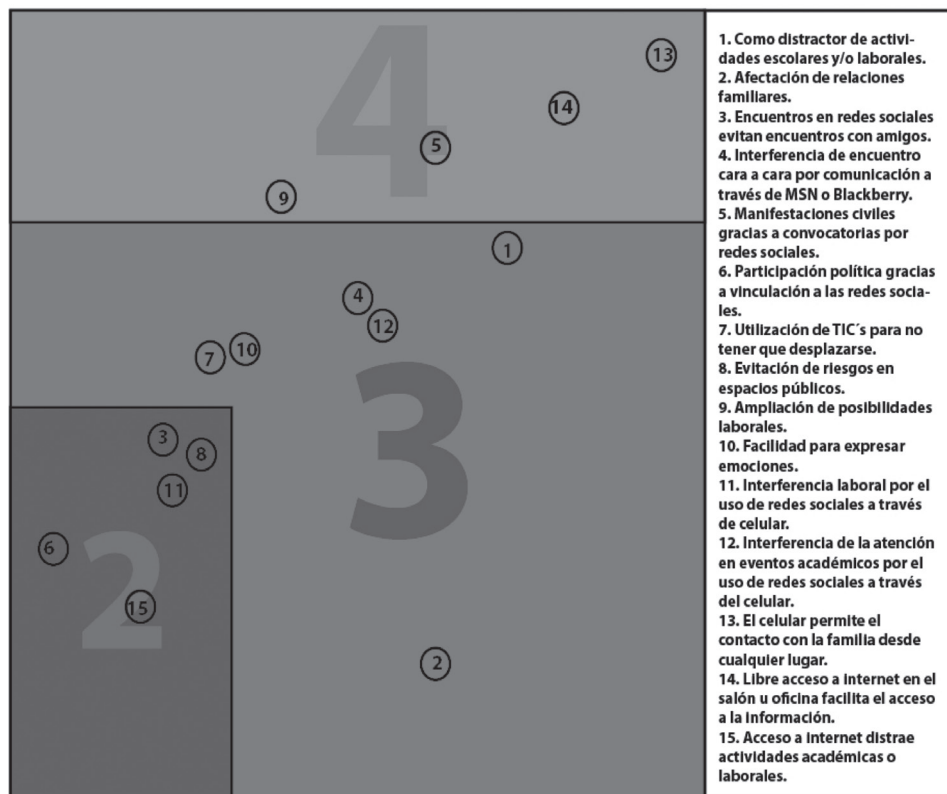 4
13
14
5
9
1
4
12
7
10
3
3
8
11
6
2
15
2
1. Como distractor de activi-
dades escolares y/o laborales.
2. Afectación de relaciones
familiares.
3. Encuentros en redes sociales
evitan encuentros con amigos.
4. Interferencia de encuentro
cara a cara por comunicación a
través de MSN o Blackberry.
5. Manifestaciones civiles
gracias a convocatorias por
redes sociales.
6. Participación política gracias
a vinculación a las redes socia-
les.
7. Utilización de TIC´s para no
tener que desplazarse.
8. Evitación de riesgos en
espacios públicos.
9. Ampliación de posibilidades
laborales.
10. Facilidad para expresar
emociones.
11. Interferencia laboral por el
uso de redes sociales a través
de celular.
12. Interferencia de la atención
en eventos académicos por el
uso de redes sociales a través
del celular.
13. El celular permite el
contacto con la familia desde
cualquier lugar.
14. Libre acceso a internet en el
salón u oficina facilita el acceso
a la información.
15. Acceso a internet distrae
actividades académicas o
laborales.